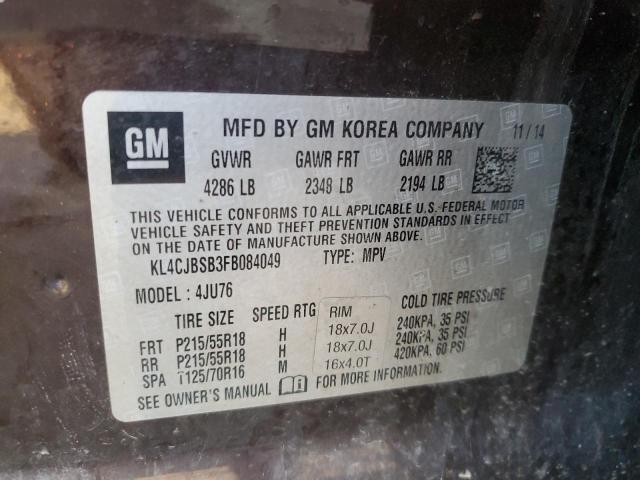 GM MFD BY GM KOREA COMPANY 11/14
GVWR GAWR FRT GAWR RR
4286 LB 2348 LB 2194 LB
THIS VEHICLE CONFORMS TO ALL APPLICABLE U.S. FEDERAL MOTOR
VEHICLE SAFETY AND THEFT PREVENTION STANDARDS IN EFFECT
ON THE DATE OF MANUFACTURE SHOWN ABOVE.
KL4CJBSB3FB084049 TYPE: MPV
MODEL: 4JU76
TIRE SIZE SPEED RTG RIM COLD TIRE PRESSURE
FRT P215/55R18 H 18x7.0J 240KPA, 35 PSI
RR P215/55R18 H 18x7.0J 240KPA, 35 PSI
SPA T125/70R16 M 16x4.0T 420KPA, 60 PSI
SEE OWNER'S MANUAL FOR MORE INFORMATION.